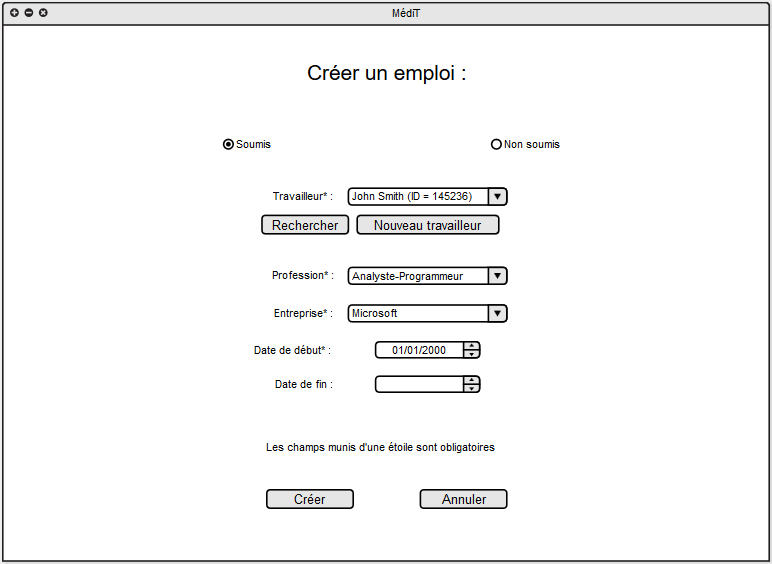 MédiT
Créer un emploi :
Soumis Non soumis
Travailleur* : John Smith (ID = 145236)
Rechercher Nouveau travailleur
Profession* : Analyste-Programmeur
Entreprise* : Microsoft
Date de début* : 01/01/2000
Date de fin :
Les champs munis d'une étoile sont obligatoires
Créer Annuler